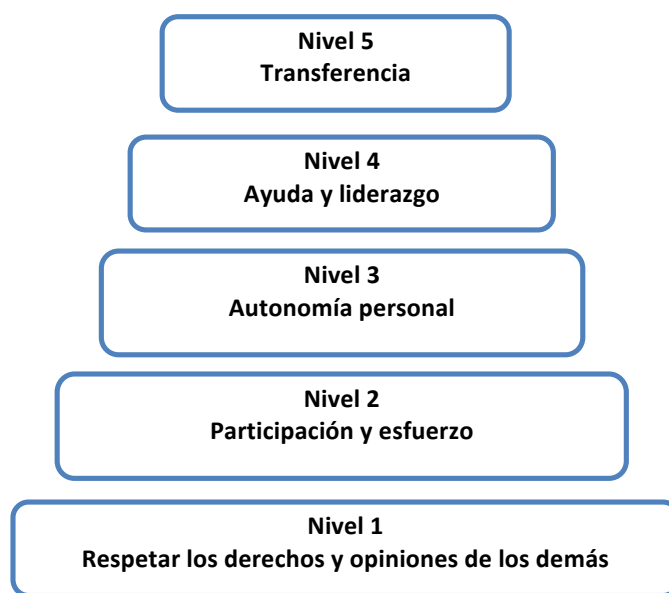 Nivel 5
Transferencia
Nivel 4
Ayuda y liderazgo
Nivel 3
Autonomía personal
Nivel 2
Participación y esfuerzo
Nivel 1
Respetar los derechos y opiniones de los demás